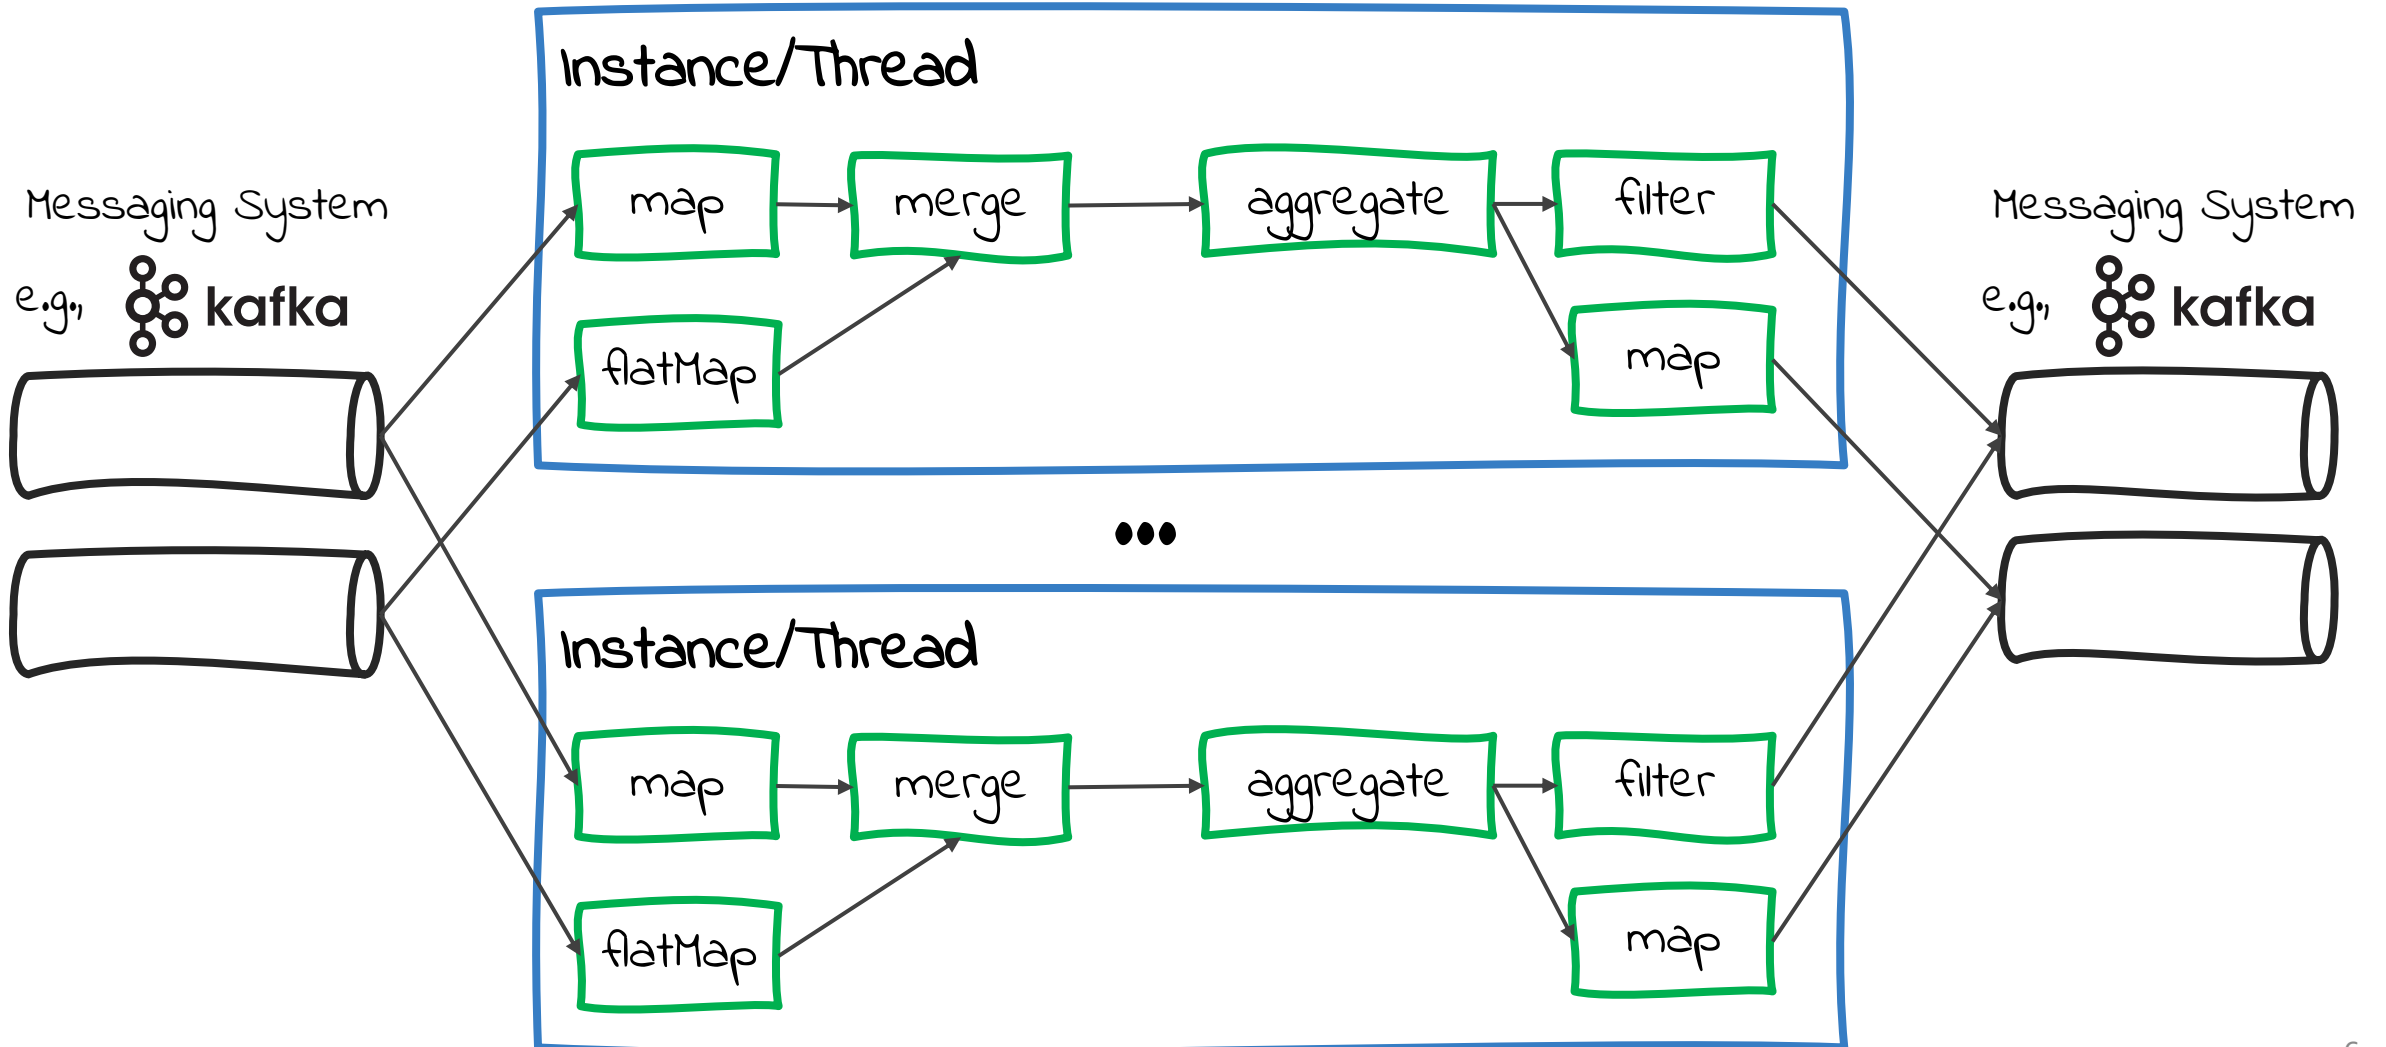 Messaging System
e.g., kafka
Instance/Thread
map
merge
aggregate
filter
flatMap
map
...
Instance/Thread
map
merge
aggregate
filter
flatMap
map
Messaging System
e.g., kafka